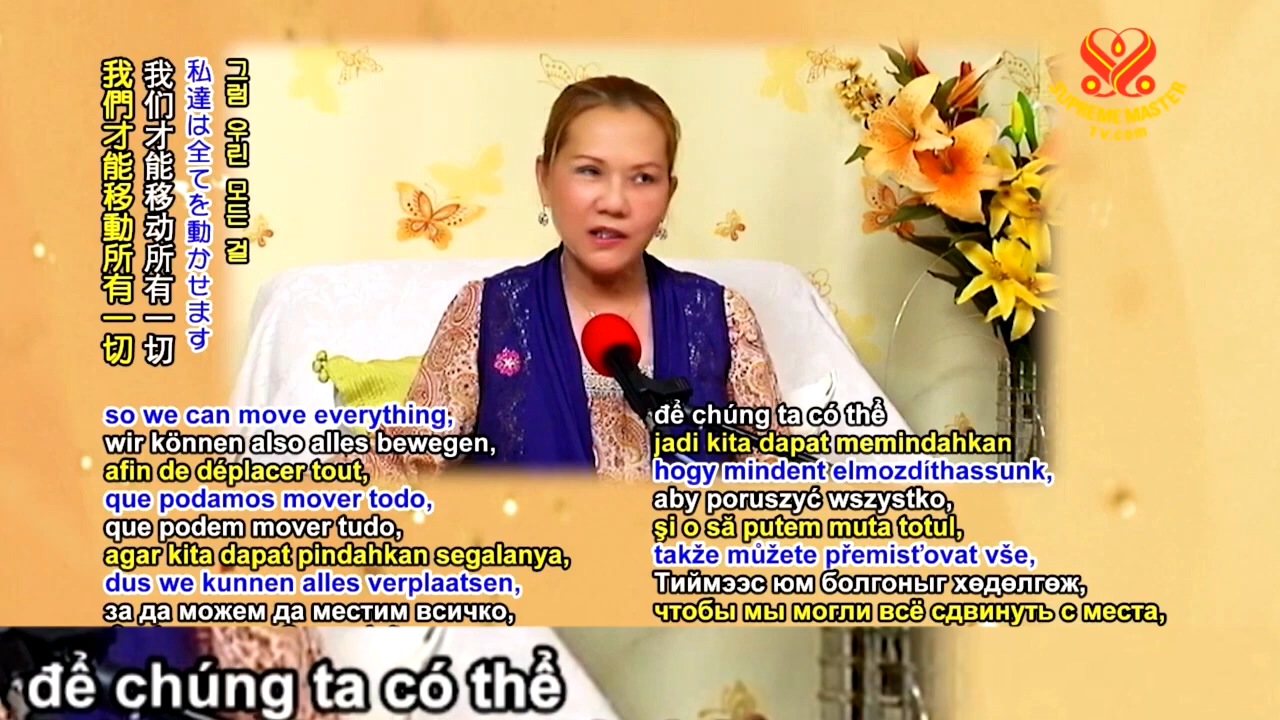 我們才能移動所有一切
我们才能移动所有一切
私達は全てを動かせます
그럼 우린 모든 걸
SUPREME MASTER
TV.com
so we can move everything,
wir können also alles bewegen,
afin de déplacer tout,
que podamos mover todo,
que podem mover tudo,
agar kita dapat pindahkan segalanya,
dus we kunnen alles verplaatsen,
за да можем да местим всичко,
để chúng ta có thể
jadi kita dapat memindahkan
hogy mindent elmozdíthassunk,
aby poruszyć wszystko,
şi o să putem muta totul,
takže můžete přemisťovat vše,
Тиймээс юм болгоныг хөдөлгөж,
чтобы мы могли всё сдвинуть с места,
để chúng ta có thể